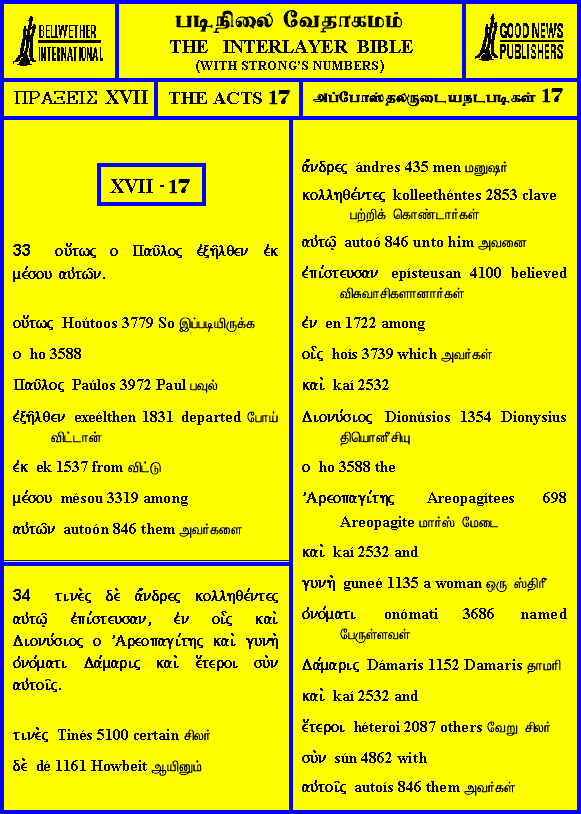 BELLWETHER
INTERNATIONAL
படிநிலை வேதாகமம்
THE INTERLAYER BIBLE
(WITH STRONG'S NUMBERS)
GOOD NEWS
PUBLISHERS
ΠΡΑΞΕΙΣ XVII
THE ACTS 17
அப்போஸ்தலருடையநடபடிகள் 17
XVII - 17
33 οὕτως ο Παῦλος ἐξῆλθεν ἐκ
μέσου αὐτῶν.
οὕτως Hoútoos 3779 So இப்படியிருக்க
ο ho 3588
Παῦλος Paúlos 3972 Paul பவுல்
ἐξῆλθεν exeélthen 1831 departed போய்
விட்டான்
ἐκ ek 1537 from விட்டு
μέσου mésou 3319 among
αὐτῶν autoón 846 them அவர்களை
34 τινὲς δὲ ἄνδρες κολληθέντες
αὐτῷ ἐπίστευσαν, ἐν οἷς καὶ
Διονύσιος ο Ἀρεοπαγίτης καὶ γυνὴ
ὀνόματι Δάμαρις καὶ ἕτεροι σὺν
αὐτοῖς.
τινὲς Tinés 5100 certain சிலர்
δὲ dé 1161 Howbeit ஆயினும்
ἄνδρες ándres 435 men மனுஷர்
κολληθέντες kolleethéntes 2853 clave
பற்றிக் கொண்டார்கள்
αὐτῷ autoó 846 unto him அவனை
ἐπίστευσαν epísteusan 4100 believed
விசுவாசிகளானார்கள்
ἐν en 1722 among
οἷς hoís 3739 which அவர்கள்
καὶ kaí 2532
Διονύσιος Dionúsios 1354 Dionysius
தியொனீசியு
ο ho 3588 the
Ἀρεοπαγίτης Areopagítees 698
Areopagite மார்ஸ் மேடை
καὶ kaí 2532 and
γυνὴ guneé 1135 a woman ஒரு ஸ்திரீ
ὀνόματι onómati 3686 named
பேருள்ளவள்
Δάμαρις Dámaris 1152 Damaris தாமரி
καὶ kaí 2532 and
ἕτεροι héteroi 2087 others வேறு சிலர்
σὺν sún 4862 with
αὐτοῖς autoís 846 them அவர்கள்